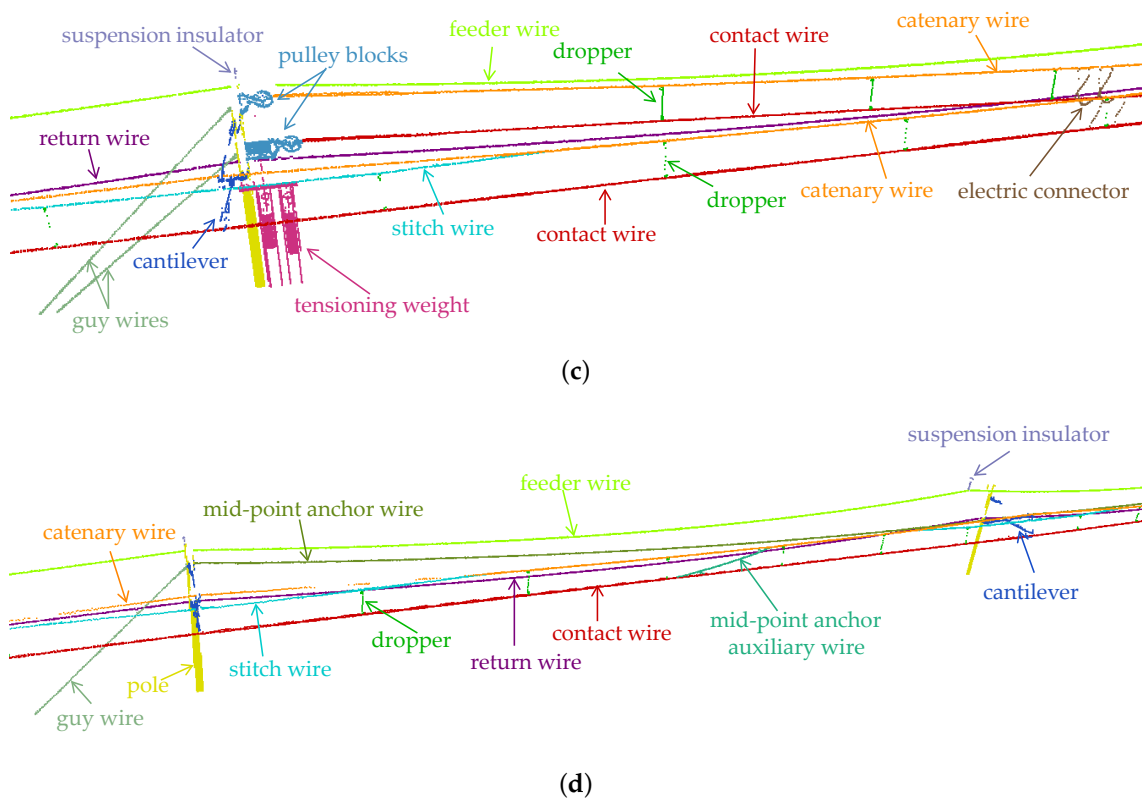 suspension insulator
pulley blocks
feeder wire
dropper
contact wire
catenary wire
return wire
cantilever
guy wires
stitch wire
tensioning weight
contact wire
dropper
catenary wire
electric connector
(c)
suspension insulator
feeder wire
mid-point anchor wire
catenary wire
guy wire
pole
stitch wire
dropper
return wire
contact wire
mid-point anchor
auxiliary wire
cantilever
(d)